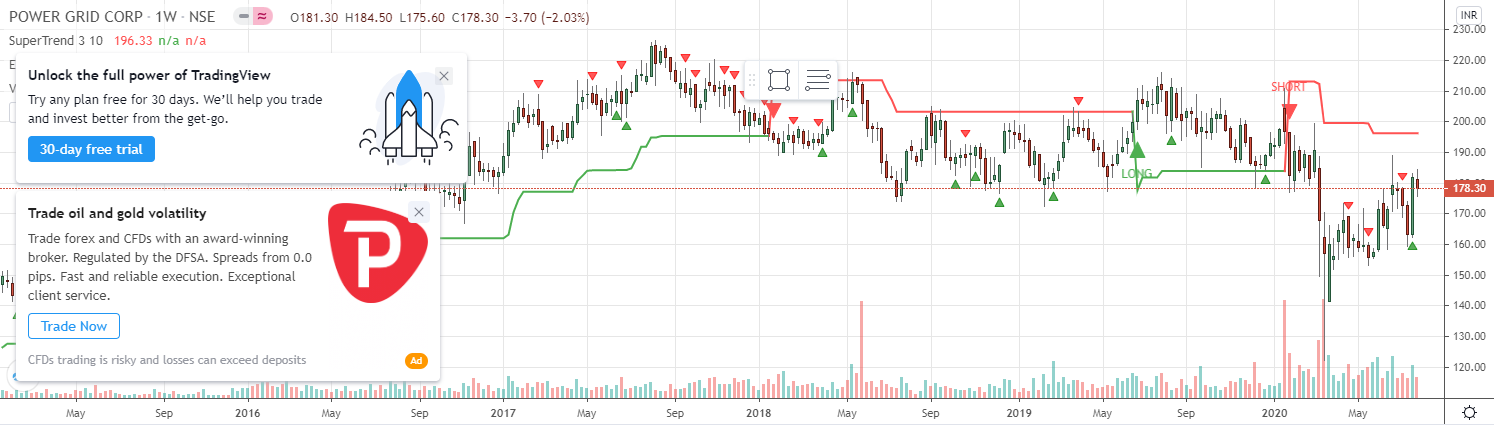 POWER GRID CORP · 1W · NSE O181.30 H184.50 L175.60 C178.30 −3.70 (−2.03%)
INR
SuperTrend 3 10 196.33 n/a n/a
Unlock the full power of TradingView
Try any plan free for 30 days. We'll help you trade
and invest better from the get-go.
30-day free trial
Trade oil and gold volatility
Trade forex and CFDs with an award-winning
broker. Regulated by the DFSA. Spreads from 0.0
pips. Fast and reliable execution. Exceptional
client service.
Trade Now
CFDs trading is risky and losses can exceed deposits
Ad
P
LONG
SHORT
230.00
220.00
210.00
200.00
190.00
178.30
170.00
160.00
150.00
140.00
130.00
120.00
May Sep 2016 May Sep 2017 May Sep 2018 May Sep 2019 May Sep 2020 May